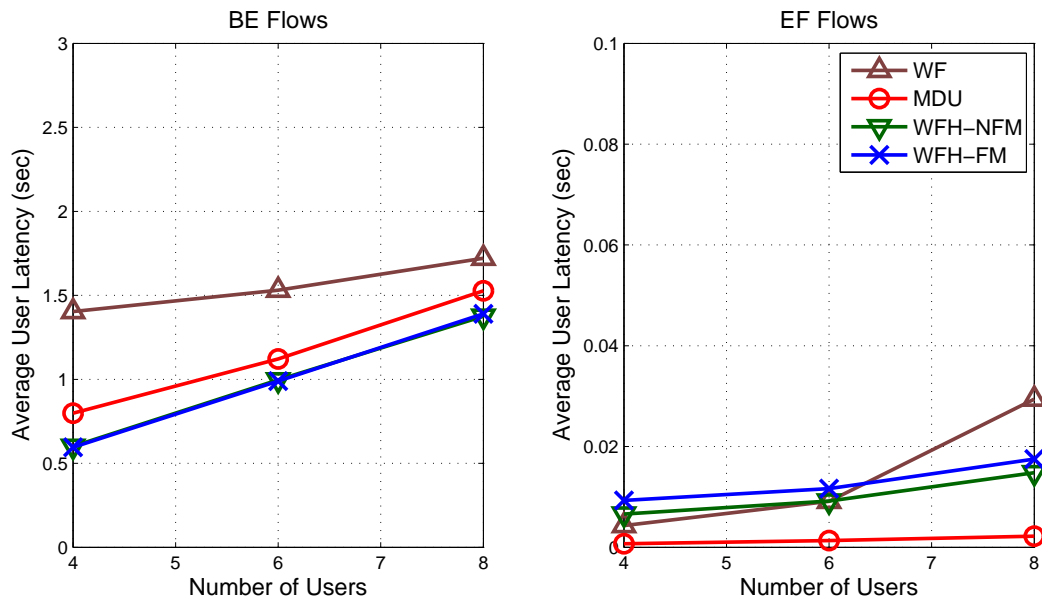 BE Flows
3
2.5
2
1.5
1
0.5
0
4
5
6
7
8
Average User Latency (sec)
Number of Users
EF Flows
0.1
0.08
0.06
0.04
0.02
0
4
5
6
7
8
Average User Latency (sec)
Number of Users
WF
MDU
WFH−NFM
WFH−FM